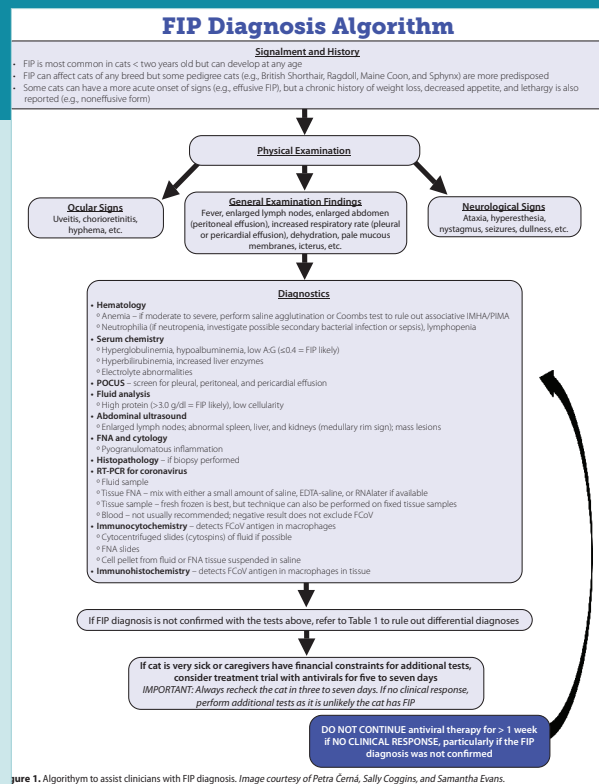 FIP Diagnosis Algorithm
Signalment and History
• FIP is most common in cats < two years old but can develop at any age
• FIP can affect cats of any breed but some pedigree cats (e.g., British Shorthair, Ragdoll, Maine Coon, and Sphynx) are more predisposed
• Some cats can have a more acute onset of signs (e.g., effusive FIP), but a chronic history of weight loss, decreased appetite, and lethargy is also
reported (e.g., noneffusive form)
Physical Examination
Ocular Signs
Uveitis, chorioretinitis,
hyphema, etc.
General Examination Findings
Fever, enlarged lymph nodes, enlarged abdomen
(peritoneal effusion), increased respiratory rate (pleural
or pericardial effusion), dehydration, pale mucous
membranes, icterus, etc.
Neurological Signs
Ataxia, hyperesthesia,
nystagmus, seizures, dullness, etc.
Diagnostics
• Hematology
º Anemia – if moderate to severe, perform saline agglutination or Coombs test to rule out associative IMHA/PIMA
º Neutrophilia (if neutropenia, investigate possible secondary bacterial infection or sepsis), lymphopenia
• Serum chemistry
º Hyperglobulinemia, hypoalbuminemia, low A:G (≤0.4 = FIP likely)
º Hyperbilirubinemia, increased liver enzymes
º Electrolyte abnormalities
• POCUS – screen for pleural, peritoneal, and pericardial effusion
• Fluid analysis
º High protein (>3.0 g/dl = FIP likely), low cellularity
• Abdominal ultrasound
º Enlarged lymph nodes; abnormal spleen, liver, and kidneys (medullary rim sign); mass lesions
• FNA and cytology
º Pyogranulomatous inflammation
• Histopathology – if biopsy performed
• RT-PCR for coronavirus
º Fluid sample
º Tissue FNA – mix with either a small amount of saline, EDTA-saline, or RNAlater if available
º Tissue sample – fresh frozen is best, but technique can also be performed on fixed tissue samples
º Blood – not usually recommended; negative result does not exclude FCoV
• Immunocytochemistry – detects FCoV antigen in macrophages
º Cytocentrifuged slides (cytospins) of fluid if possible
º FNA slides
º Cell pellet from fluid or FNA tissue suspended in saline
• Immunohistochemistry – detects FCoV antigen in macrophages in tissue
If FIP diagnosis is not confirmed with the tests above, refer to Table 1 to rule out differential diagnoses
If cat is very sick or caregivers have financial constraints for additional tests,
consider treatment trial with antivirals for five to seven days
IMPORTANT: Always recheck the cat in three to seven days. If no clinical response,
perform additional tests as it is unlikely the cat has FIP
DO NOT CONTINUE antiviral therapy for > 1 week
if NO CLINICAL RESPONSE, particularly if the FIP
diagnosis was not confirmed
gure 1. Algorithym to assist clinicians with FIP diagnosis. Image courtesy of Petra Černá, Sally Coggins, and Samantha Evans.